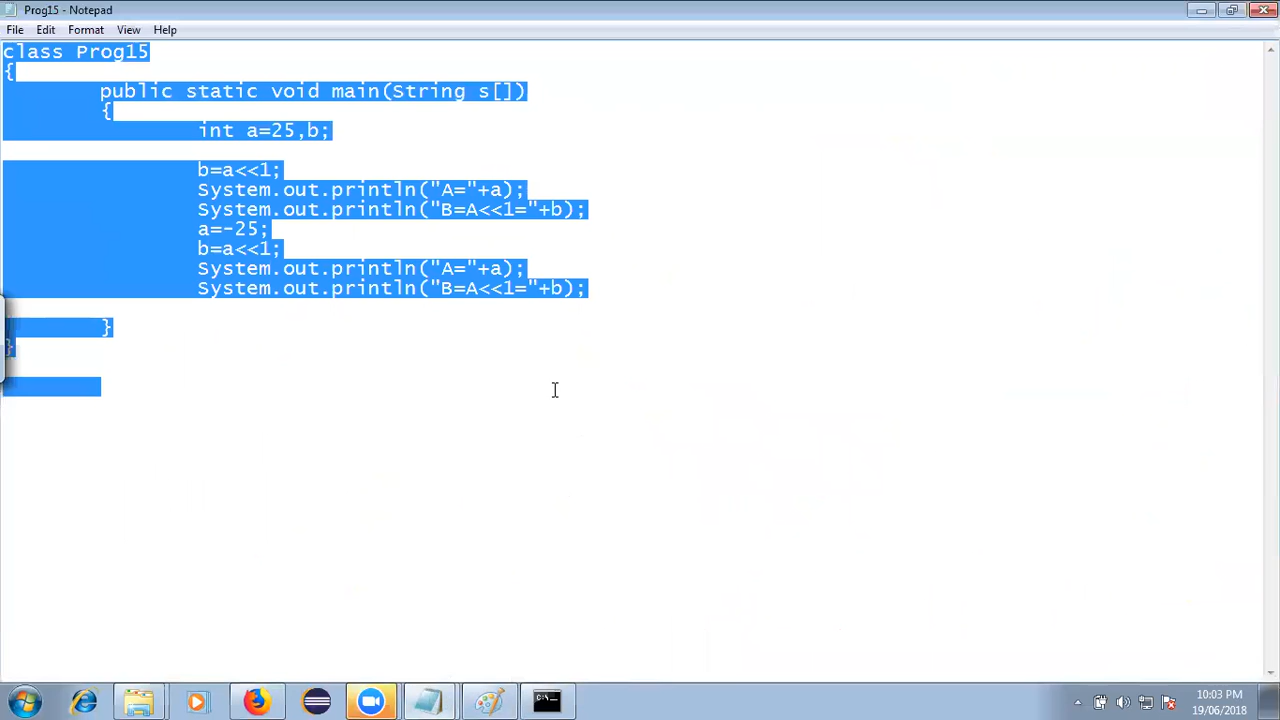 Prog15 - Notepad
File Edit Format View Help
class Prog15
{
public static void main(String s[])
{
int a=25,b;
b=a<<1;
System.out.println("A="+a);
System.out.println("B=A<<1="+b);
a=-25;
b=a<<1;
System.out.println("A="+a);
System.out.println("B=A<<1="+b);
}
}
10:03 PM
19/06/2018